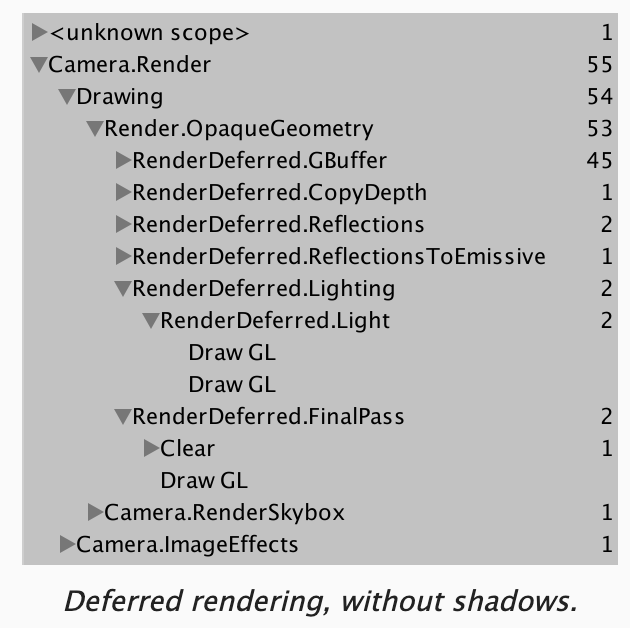 <unknown scope> 1
Camera.Render 55
Drawing 54
Render.OpaqueGeometry 53
RenderDeferred.GBuffer 45
RenderDeferred.CopyDepth 1
RenderDeferred.Reflections 2
RenderDeferred.ReflectionsToEmissive 1
RenderDeferred.Lighting 2
RenderDeferred.Light 2
Draw GL
Draw GL
RenderDeferred.FinalPass 2
Clear 1
Draw GL
Camera.RenderSkybox 1
Camera.ImageEffects 1
Deferred rendering, without shadows.